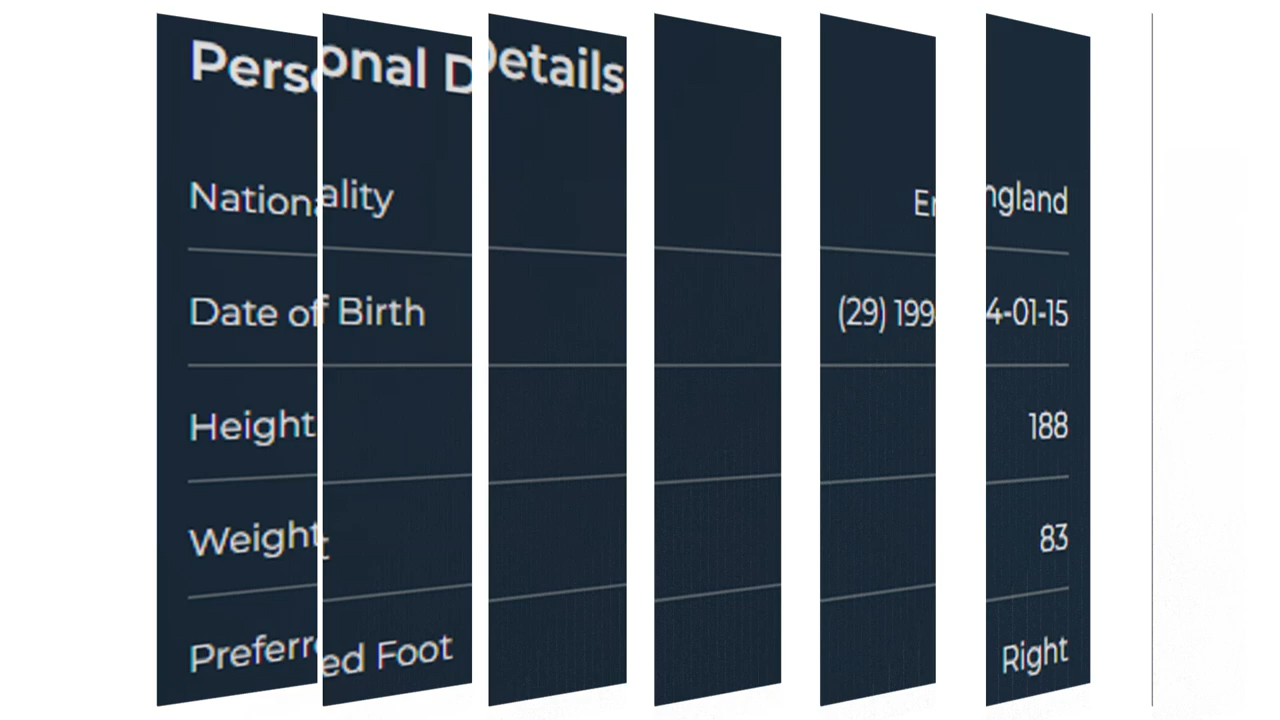 Personal Details
Nationality England
Date of Birth (29) 1994-01-15
Height 188
Weight 83
Preferred Foot Right